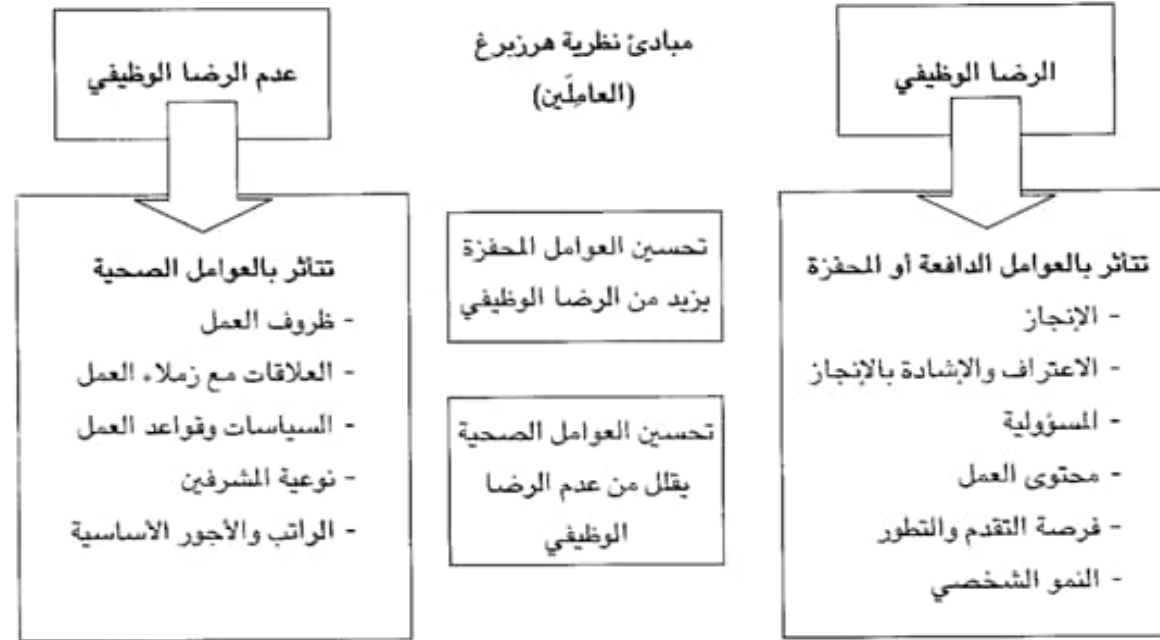 مبادئ نظرية هرزبرغ
(العاملَين)
الرضا الوظيفي
تتأثر بالعوامل الدافعة أو المحفزة
- الإنجاز
- الاعتراف والإشادة بالإنجاز
- المسؤولية
- محتوى العمل
- فرصة التقدم والتطور
- النمو الشخصي
تحسين العوامل المحفزة
يزيد من الرضا الوظيفي
تحسين العوامل الصحية
يقلل من عدم الرضا
الوظيفي
عدم الرضا الوظيفي
تتأثر بالعوامل الصحية
- ظروف العمل
- العلاقات مع زملاء العمل
- السياسات وقواعد العمل
- نوعية المشرفين
- الراتب والأجور الأساسية